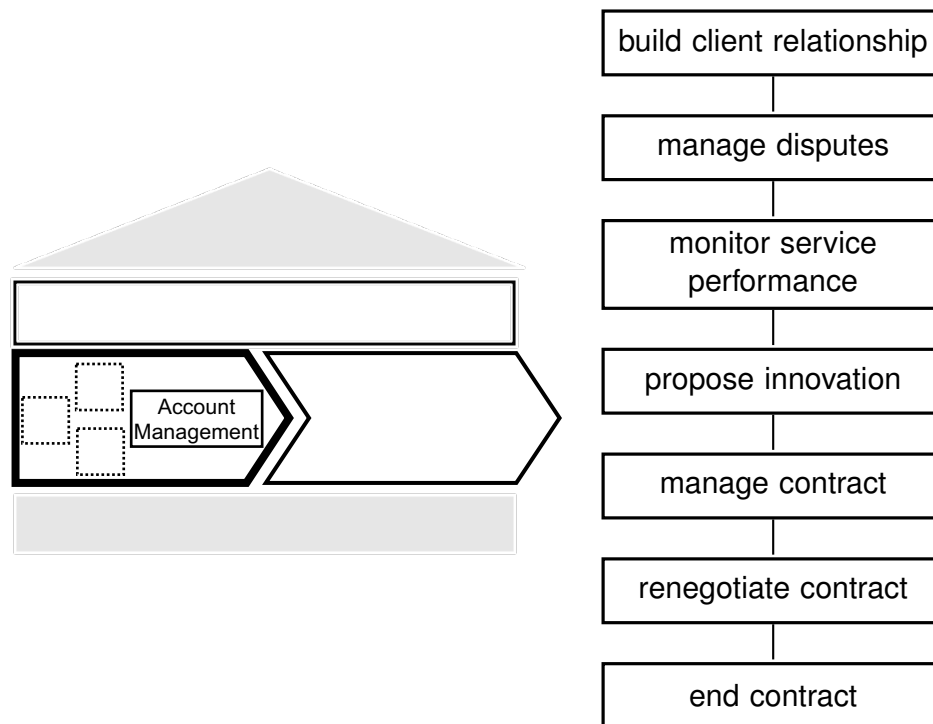 build client relationship
manage disputes
monitor service
performance
propose innovation
manage contract
renegotiate contract
end contract
Account
Management